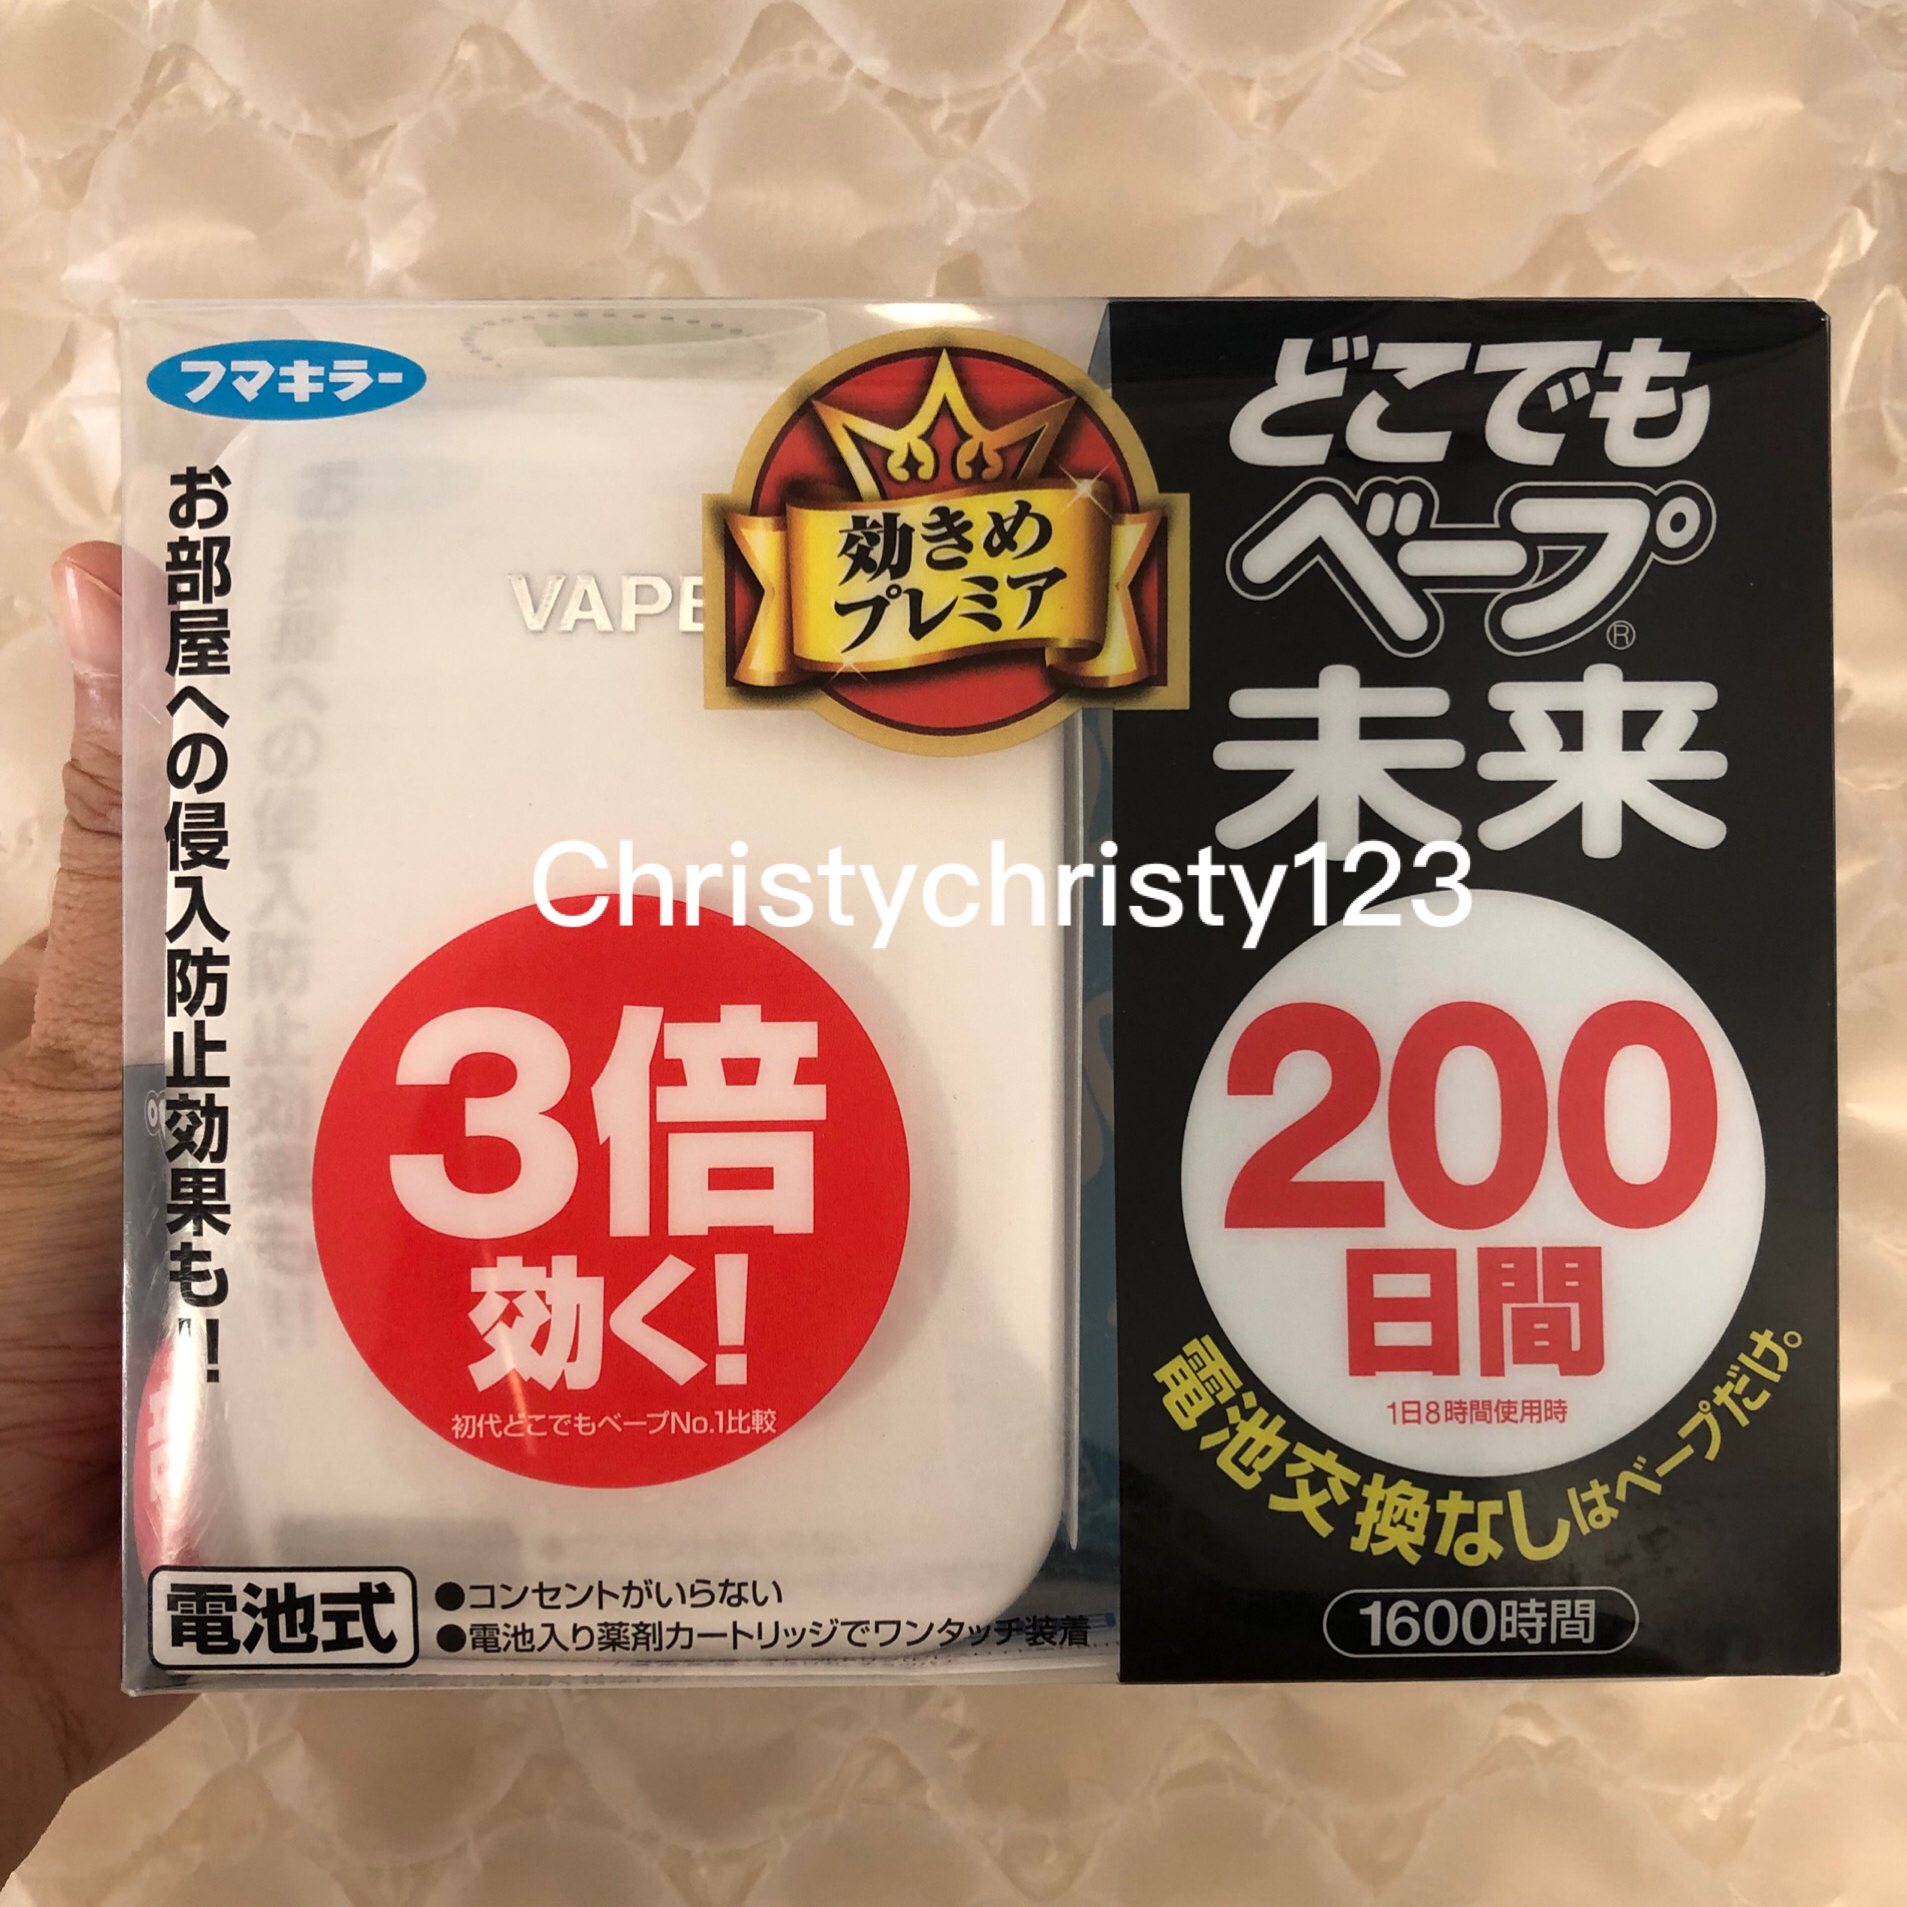 フマキラー
お部屋への侵入防止効果も!!
VAPE
効きめ
プレミア
どこでも
ベープ®
未来
Christychristy123
3倍
効く!
初代どこでもベープNo.1比較
200
日間
1日8時間使用時
電池交換なしはベープだけ。
1600時間
電池式
●コンセントがいらない
●電池入り薬剤カートリッジでワンタッチ装着